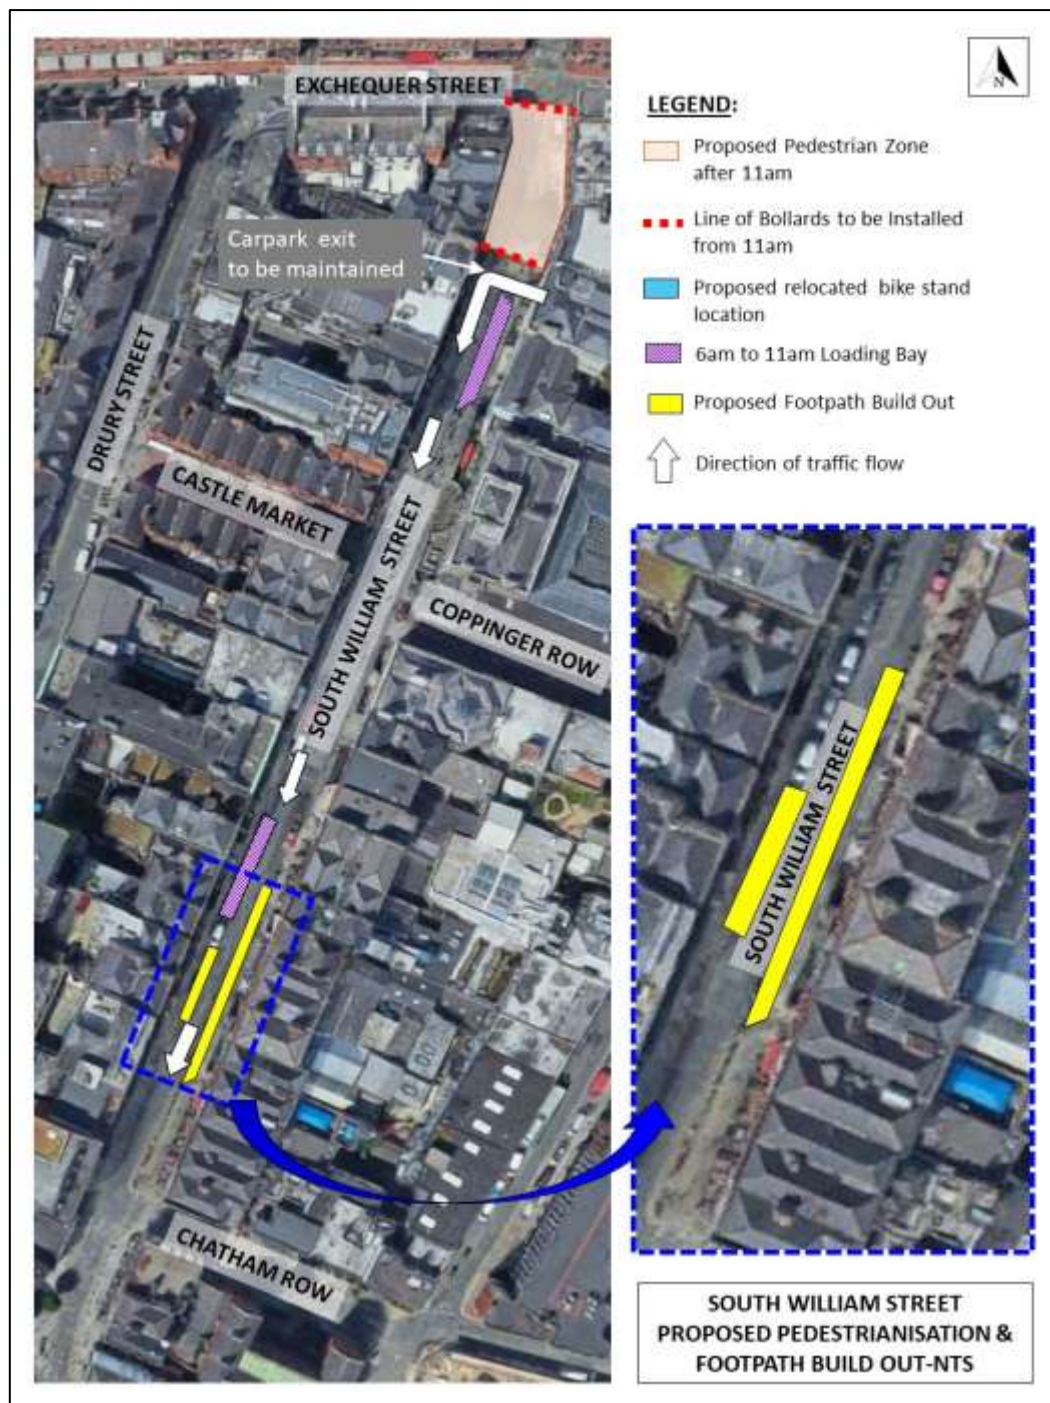 EXCHEQUER STREET
Carpark exit
to be maintained
DRURY STREET
CASTLE MARKET
SOUTH WILLIAM STREET
COPPINGER ROW
CHATHAM ROW
N
LEGEND:
Proposed Pedestrian Zone
after 11am
Line of Bollards to be Installed
from 11am
Proposed relocated bike stand
location
6am to 11am Loading Bay
Proposed Footpath Build Out
Direction of traffic flow
SOUTH WILLIAM STREET
SOUTH WILLIAM STREET
PROPOSED PEDESTRIANISATION &
FOOTPATH BUILD OUT-NTS